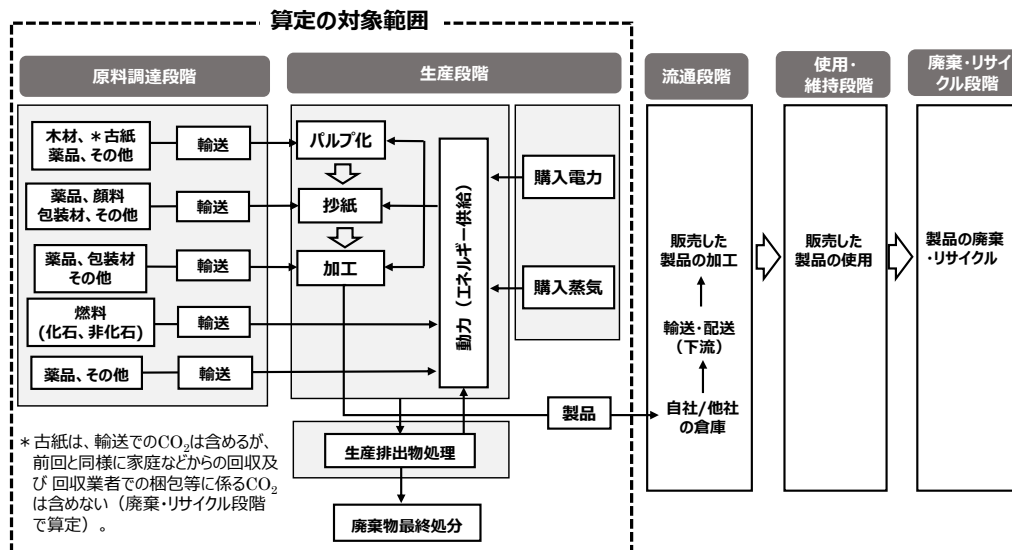 算定の対象範囲
原料調達段階
生産段階
流通段階
使用・
維持段階
廃棄・リサイ
クル段階
木材、＊古紙
薬品、その他
輸送
パルプ化
薬品、顔料
包装材、その他
輸送
抄紙
薬品、包装材
その他
輸送
加工
燃料
(化石、非化石)
輸送
薬品、その他
輸送
動力（エネルギー供給）
購入電力
購入蒸気
製品
生産排出物処理
廃棄物最終処分
販売した
製品の加工
輸送・配送
（下流）
自社/他社
の倉庫
販売した
製品の使用
製品の廃棄
・リサイクル
＊古紙は、輸送でのCO₂は含めるが、
前回と同様に家庭などからの回収及
び 回収業者での梱包等に係るCO₂
は含めない（廃棄・リサイクル段階
で算定）。